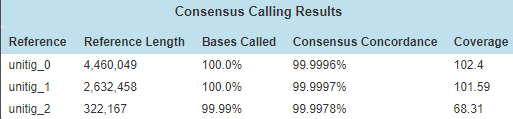 Consensus Calling Results
Reference Reference Length Bases Called Consensus Concordance Coverage
unitig_0 4,460,049 100.0% 99.9996% 102.4
unitig_1 2,632,458 100.0% 99.9997% 101.59
unitig_2 322,167 99.99% 99.9978% 68.31